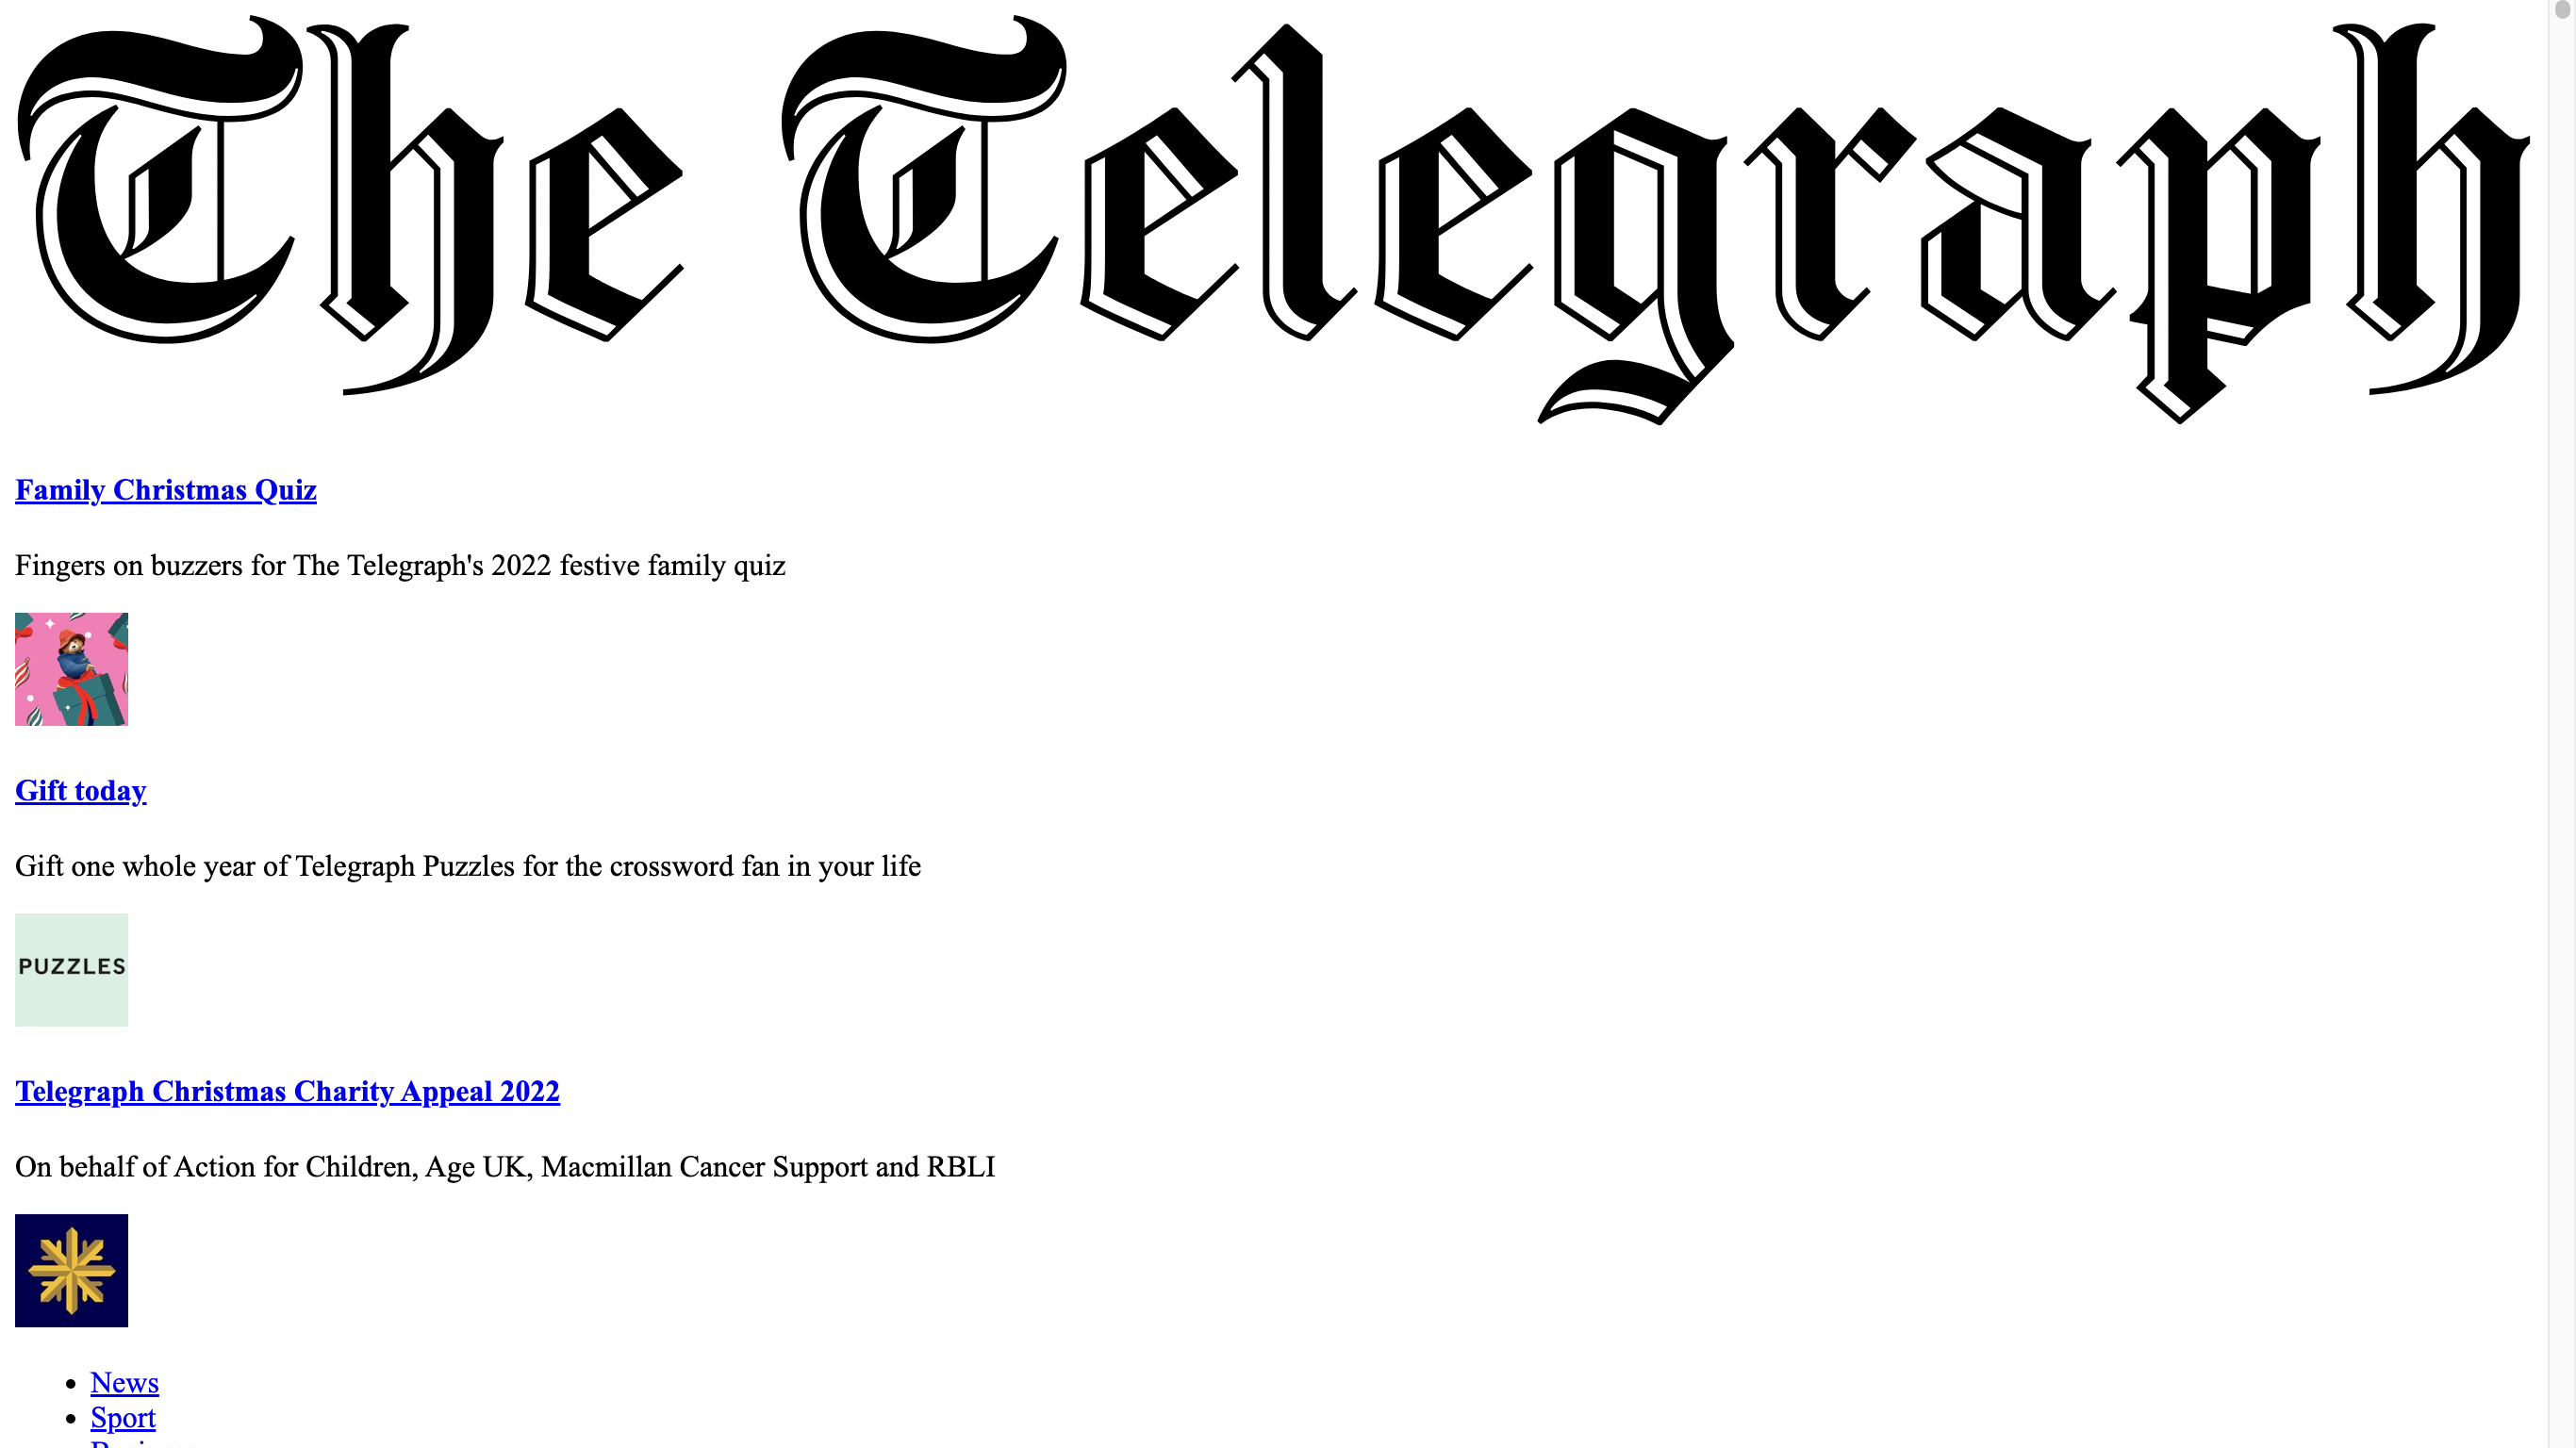 The Telegraph
Family Christmas Quiz
Fingers on buzzers for The Telegraph's 2022 festive family quiz
Gift today
Gift one whole year of Telegraph Puzzles for the crossword fan in your life
PUZZLES
Telegraph Christmas Charity Appeal 2022
On behalf of Action for Children, Age UK, Macmillan Cancer Support and RBLI
News
Sport